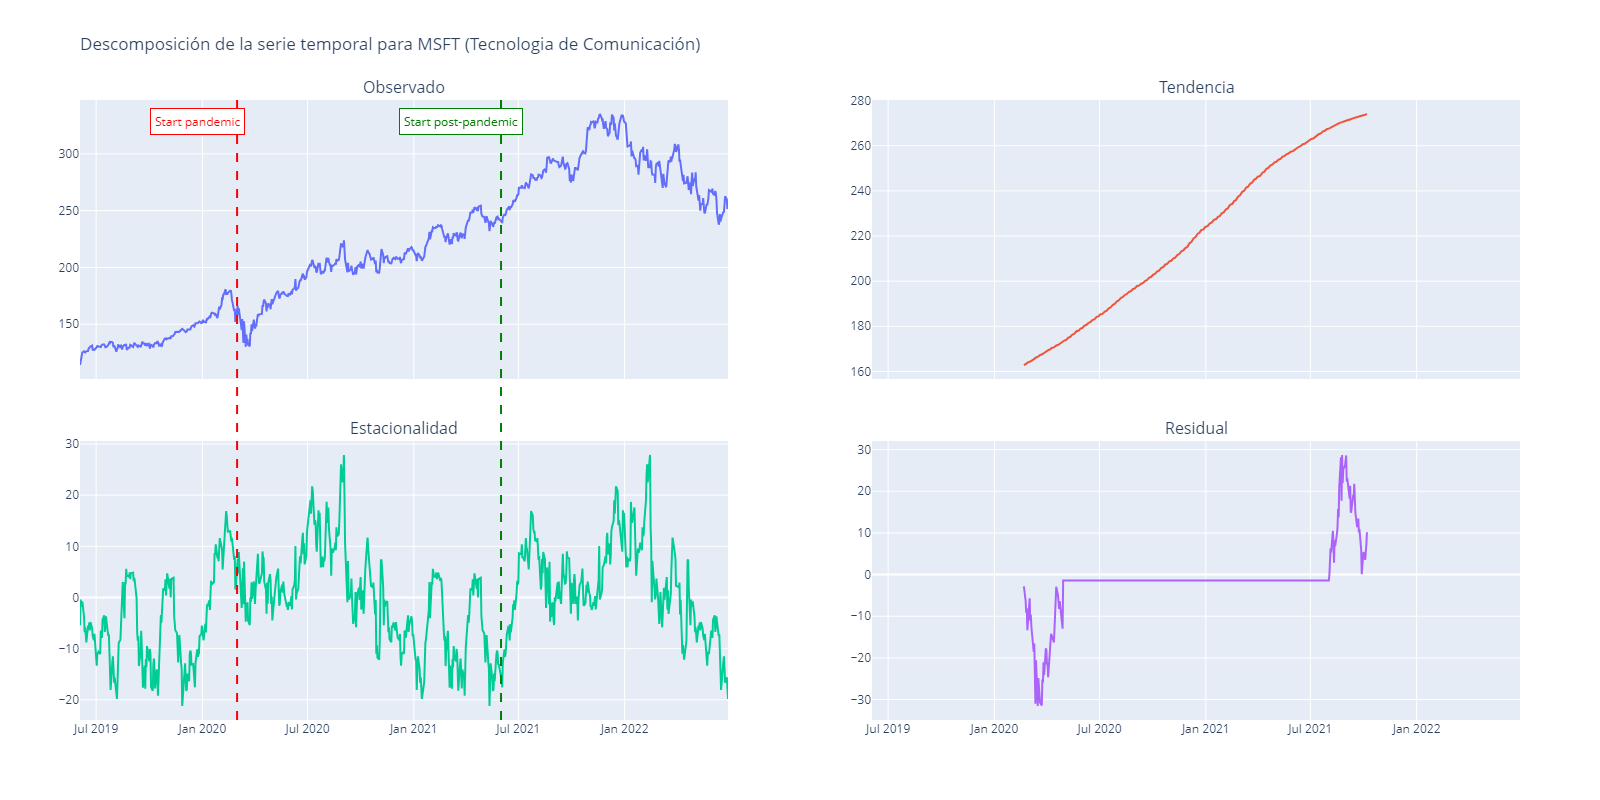 Descomposición de la serie temporal para MSFT (Tecnologia de Comunicación)
Observado
Start pandemic
Start post-pandemic
300
250
200
150
Tendencia
280
260
240
220
200
180
160
Estacionalidad
30
20
10
0
−10
−20
Jul 2019 Jan 2020 Jul 2020 Jan 2021 Jul 2021 Jan 2022
Residual
30
20
10
0
−10
−20
−30
Jul 2019 Jan 2020 Jul 2020 Jan 2021 Jul 2021 Jan 2022